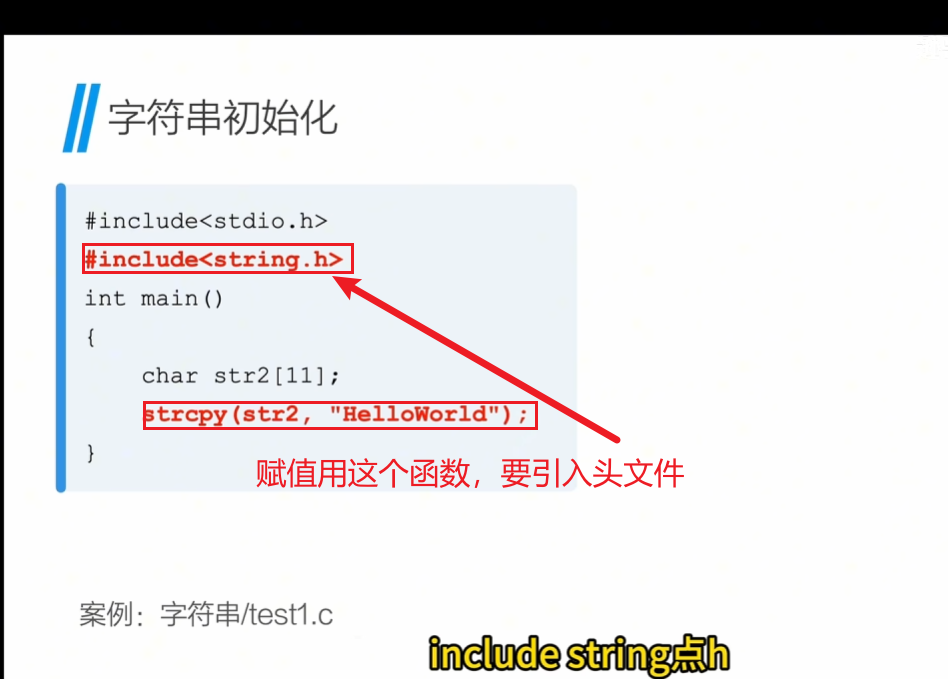 字符串初始化
#include<stdio.h>
#include<string.h>
int main()
{
char str2[11];
strcpy(str2, "HelloWorld");
}
赋值用这个函数，要引入头文件
案例：字符串/test1.c
include string点h